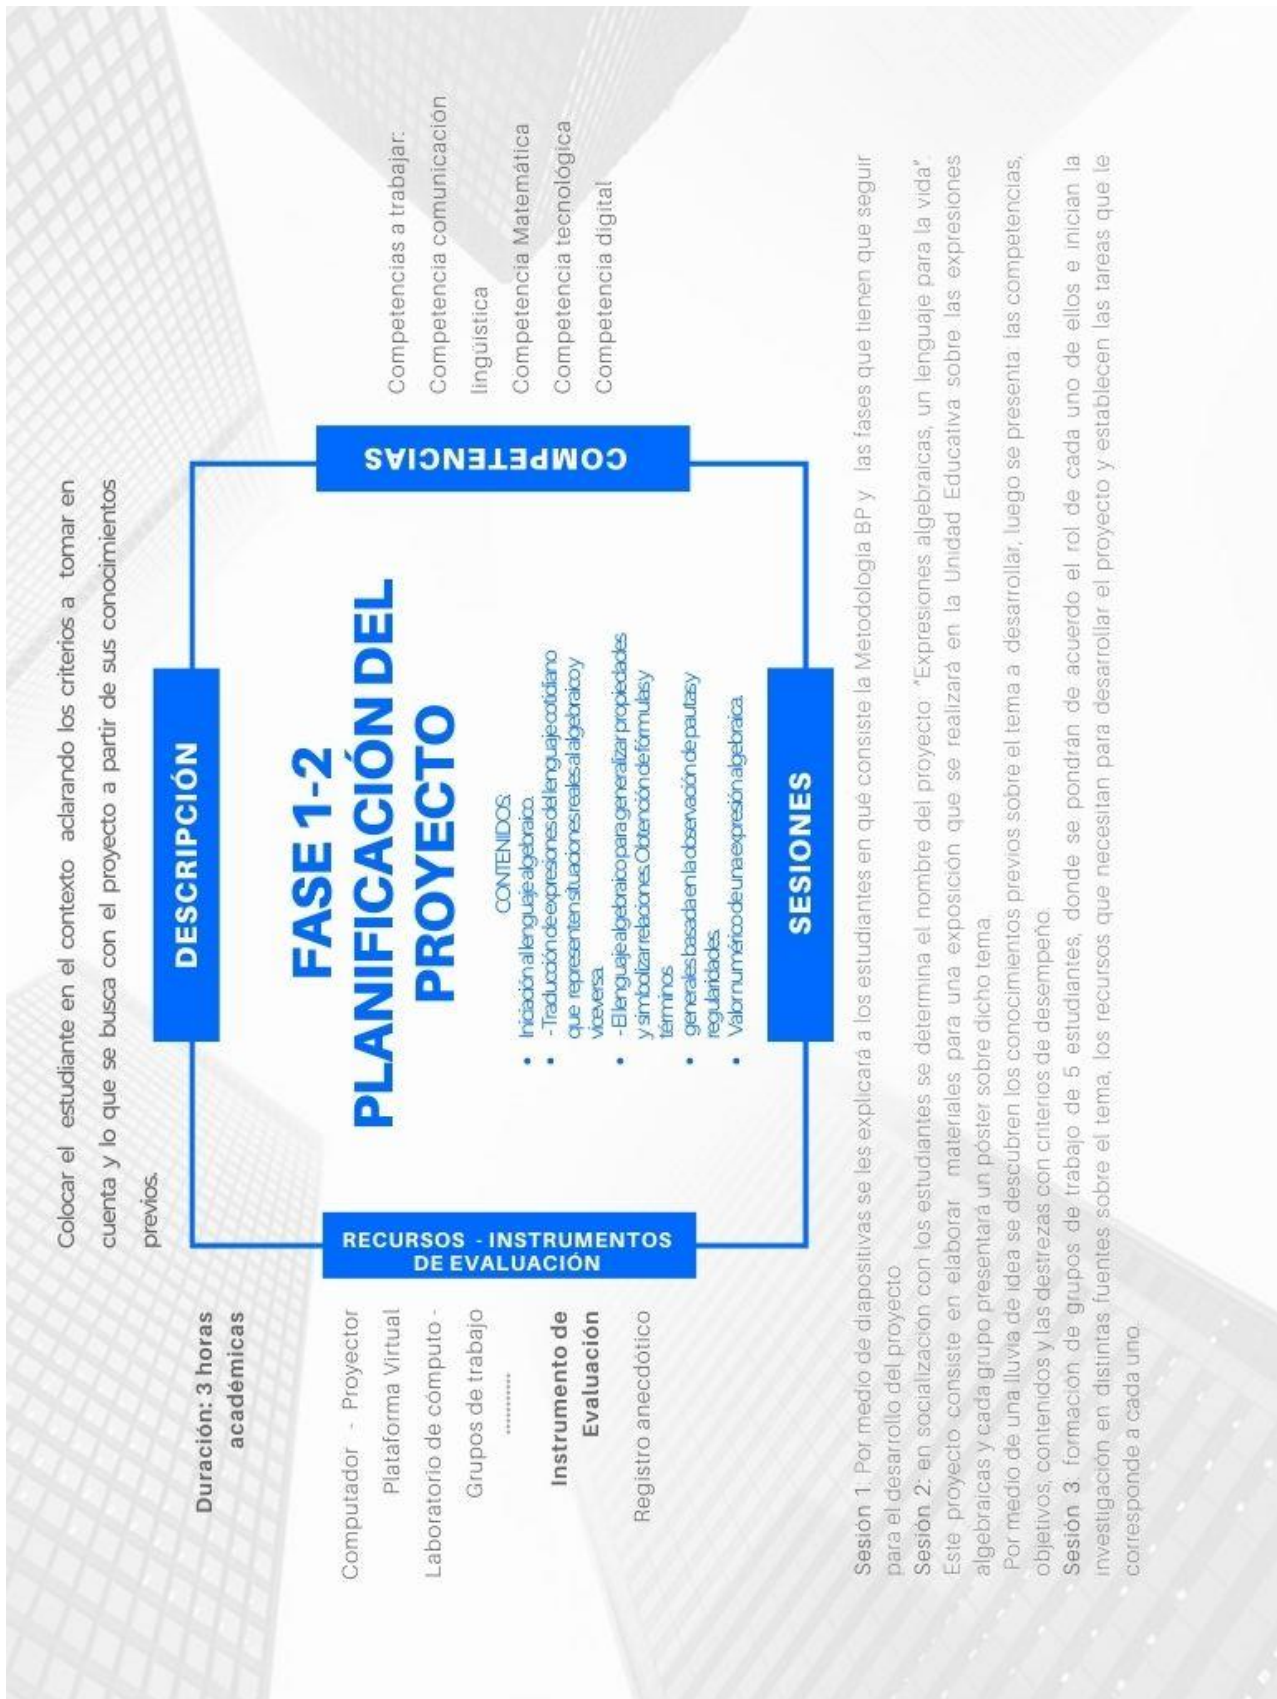 Colocar el estudiante en el contexto adarando los criterios a tomar en
cuenta y lo que se busca con el proyecto a partir de sus conocimientos
previos.
DESCRIPCIÓN
Duración: 3 horas
académicas
Computador - Proyector
Plataforma Virtual
Laboratorio de cómputo -
Grupos de trabajo
------------
Instrumento de
Evaluación
Registro anecdótico
RECURSOS - INSTRUMENTOS
DE EVALUACIÓN
FASE 1-2
PLANIFICACIÓN DEL
PROYECTO
CONTENIDOS:
• Iniciación al lenguaje algebraico.
• - Traducción de expresiones del lenguaje cotidiano
que representen situaciones reales al algebraico y
viceversa.
• - El lenguaje algebraico para generalizar propiedades
y simbolizar relaciones. Obtención de fórmulas y
términos
• generales basada en la observación de pautas y
regularidades.
• Valor numérico de una expresión algebraica.
COMPETENCIAS
Competencias a trabajar:
Competencia comunicación
lingüística
Competencia Matemática
Competencia tecnológica
Competencia digital
SESIONES
Sesión 1: Por medio de diapositivas se les explicará a los estudiantes en qué consiste la Metodología BP y las fases que tienen que seguir
para el desarrollo del proyecto
Sesión 2: en socialización con los estudiantes se determina el nombre del proyecto: "Expresiones algebraicas, un lenguaje para la vida".
Este proyecto consiste en elaborar materiales para una exposición que se realizará en la Unidad Educativa sobre las expresiones
algebraicas y cada grupo presentará un póster sobre dicho tema
Por medio de una lluvia de idea se descubren los conocimientos previos sobre el tema a desarrollar, luego se presenta: las competencias,
objetivos, contenidos y las destrezas con criterios de desempeño.
Sesión 3: formación de grupos de trabajo de 5 estudiantes, donde se pondrán de acuerdo el rol de cada uno de ellos e inician la
investigación en distintas fuentes sobre el tema, los recursos que necesitan para desarrollar el proyecto y establecen las tareas que le
corresponde a cada uno.